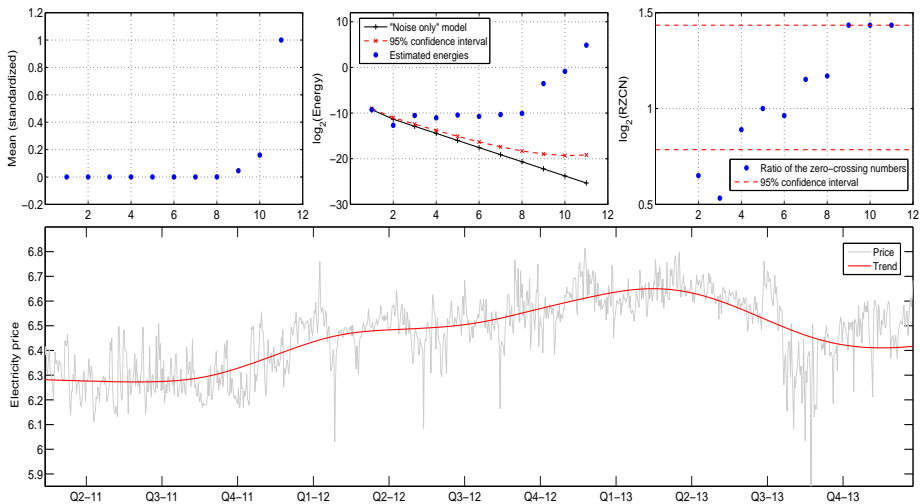 Mean (standardized)
1.2
1
0.8
0.6
0.4
0.2
0
−0.2
2 4 6 8 10 12
log2(Energy)
10
0
−10
−20
−30
2 4 6 8 10 12
"Noise only" model
95% confidence interval
Estimated energies
log2(RZCN)
1.5
1
0.5
2 4 6 8 10 12
Ratio of the zero−crossing numbers
95% confidence interval
Electricity price
6.8
6.7
6.6
6.5
6.4
6.3
6.2
6.1
6
5.9
Q2−11 Q3−11 Q4−11 Q1−12 Q2−12 Q3−12 Q4−12 Q1−13 Q2−13 Q3−13 Q4−13
Price
Trend